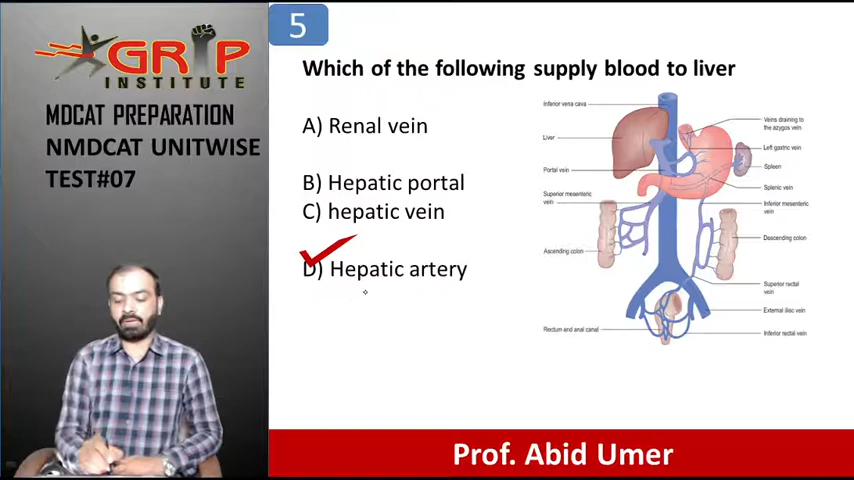 GRIP
INSTITUTE
MDCAT PREPARATION
NMDCAT UNITWISE
TEST#07
5
Which of the following supply blood to liver
A) Renal vein
B) Hepatic portal
C) hepatic vein
D) Hepatic artery
Inferior vena cava
Liver
Portal vein
Superior mesenteric
vein
Ascending colon
Rectum and anal canal
Veins draining to
the azygos vein
Left gastric vein
Spleen
Splenic vein
Inferior mesenteric
vein
Descending colon
Superior rectal
vein
External iliac vein
Inferior rectal vein
Prof. Abid Umer